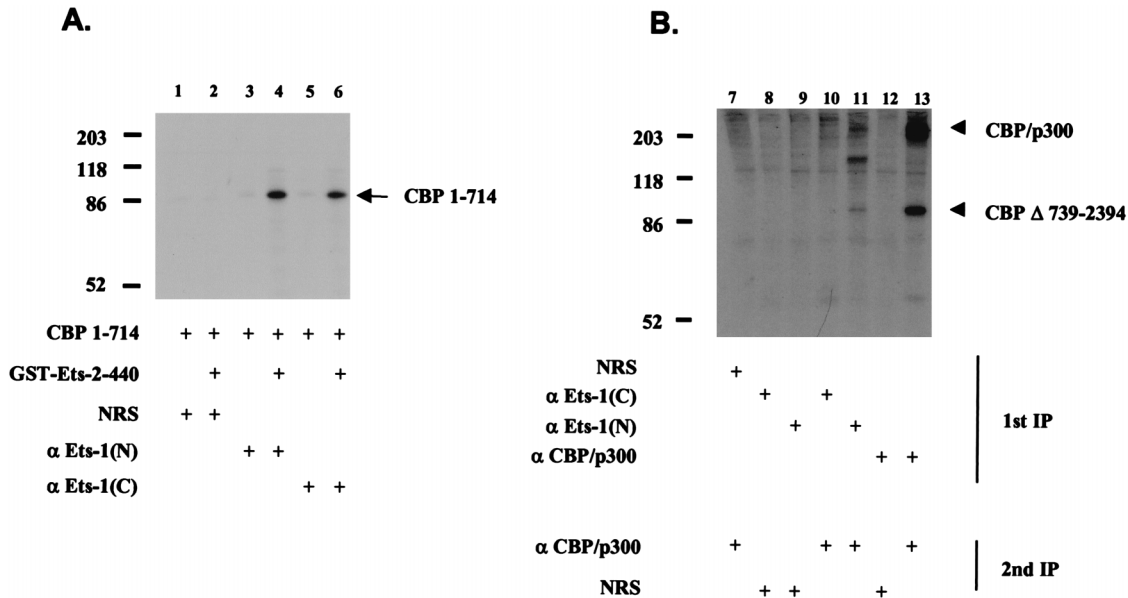 A.
1 2 3 4 5 6
203
118
86
52
CBP 1-714
CBP 1-714 + + + + + +
GST-Ets-2-440 + + +
NRS + +
α Ets-1(N) + +
α Ets-1(C) + +
B.
7 8 9 10 11 12 13
203
118
86
52
CBP/p300
CBP Δ 739-2394
NRS +
α Ets-1(C) + +
α Ets-1(N) + +
α CBP/p300 + +
1st IP
α CBP/p300 + + + +
NRS + + +
2nd IP